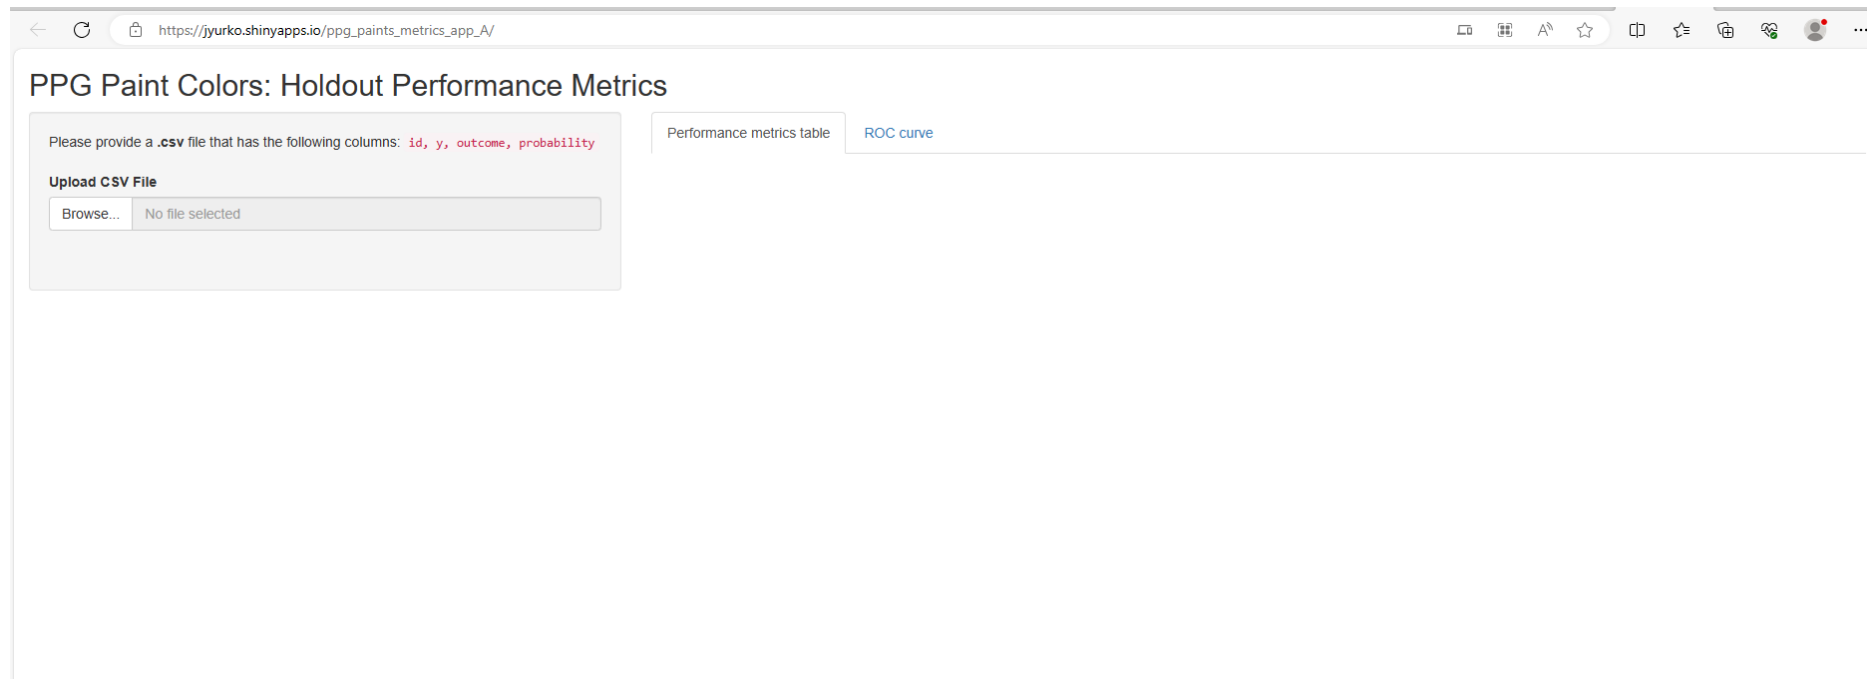 https://jyurko.shinyapps.io/ppg_paints_metrics_app_A/
PPG Paint Colors: Holdout Performance Metrics
Please provide a .csv file that has the following columns: id, y, outcome, probability
Upload CSV File
Browse... No file selected
Performance metrics table ROC curve